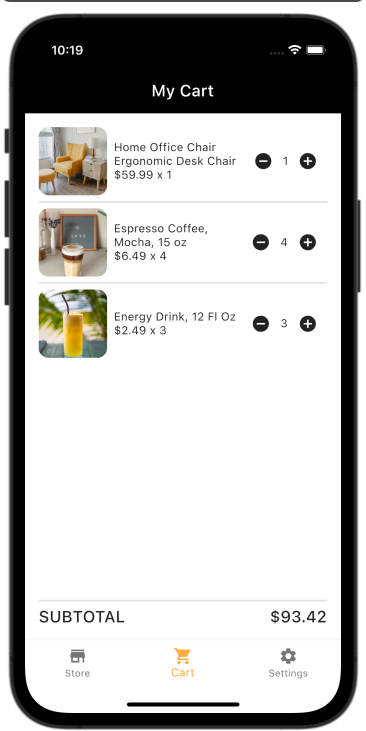 10:19
My Cart
Home Office Chair
Ergonomic Desk Chair
$59.99 x 1
1
Espresso Coffee,
Mocha, 15 oz
$6.49 x 4
4
Energy Drink, 12 Fl Oz
$2.49 x 3
3
SUBTOTAL $93.42
Store Cart Settings